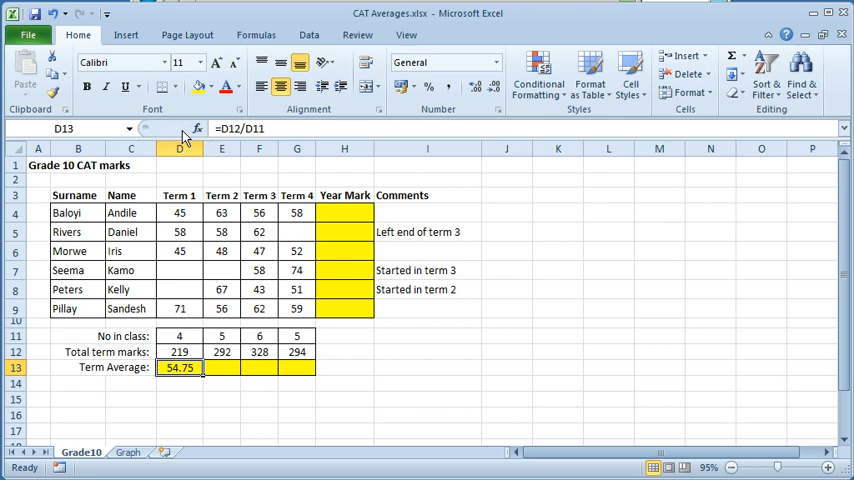 CAT Averages.xlsx - Microsoft Excel
File Home Insert Page Layout Formulas Data Review View
Calibri 11 General Insert
Delete
Format
Paste B I U A % Conditional Formatting Format as Table Cell Styles Sort & Filter Find & Select
Clipboard Font Alignment Number Styles Cells Editing
D13 fx =D12/D11
A B C D E F G H I J K L M N O P
1 Grade 10 CAT marks
2
3 Surname Name Term 1 Term 2 Term 3 Term 4 Year Mark Comments
4 Baloyi Andile 45 63 56 58
5 Rivers Daniel 58 58 62 Left end of term 3
6 Morwe Iris 45 48 47 52
7 Seema Kamo 58 74 Started in term 3
8 Peters Kelly 67 43 51 Started in term 2
9 Pillay Sandesh 71 56 62 59
10
11 No in class: 4 5 6 5
12 Total term marks: 219 292 328 294
13 Term Average: 54.75
14
15
16
17
18
Grade10 Graph
Ready 95%